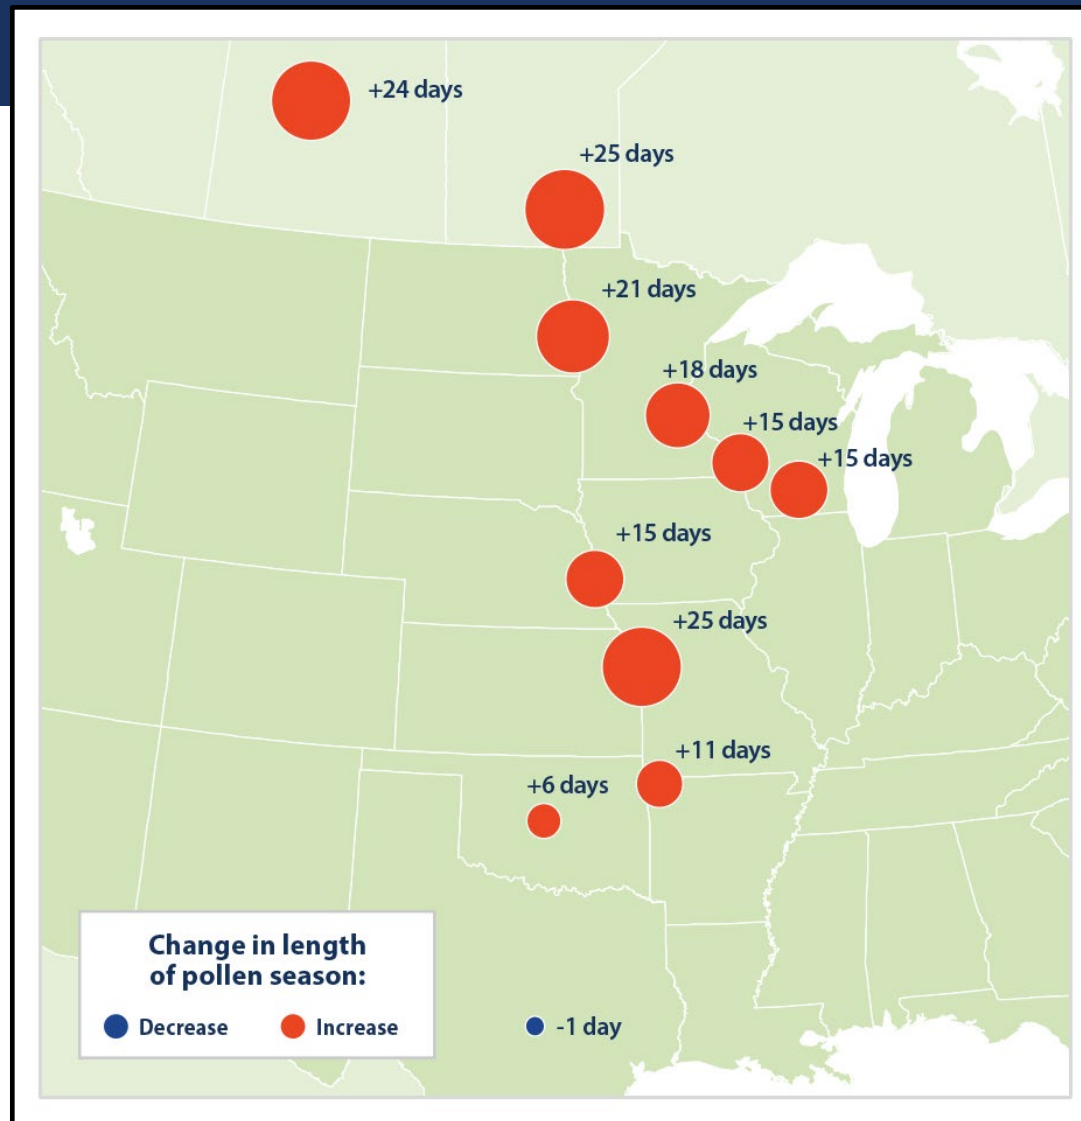 +24 days
+25 days
+21 days
+18 days
+15 days
+15 days
+15 days
+25 days
+11 days
+6 days
Change in length
of pollen season:
Decrease
Increase
-1 day